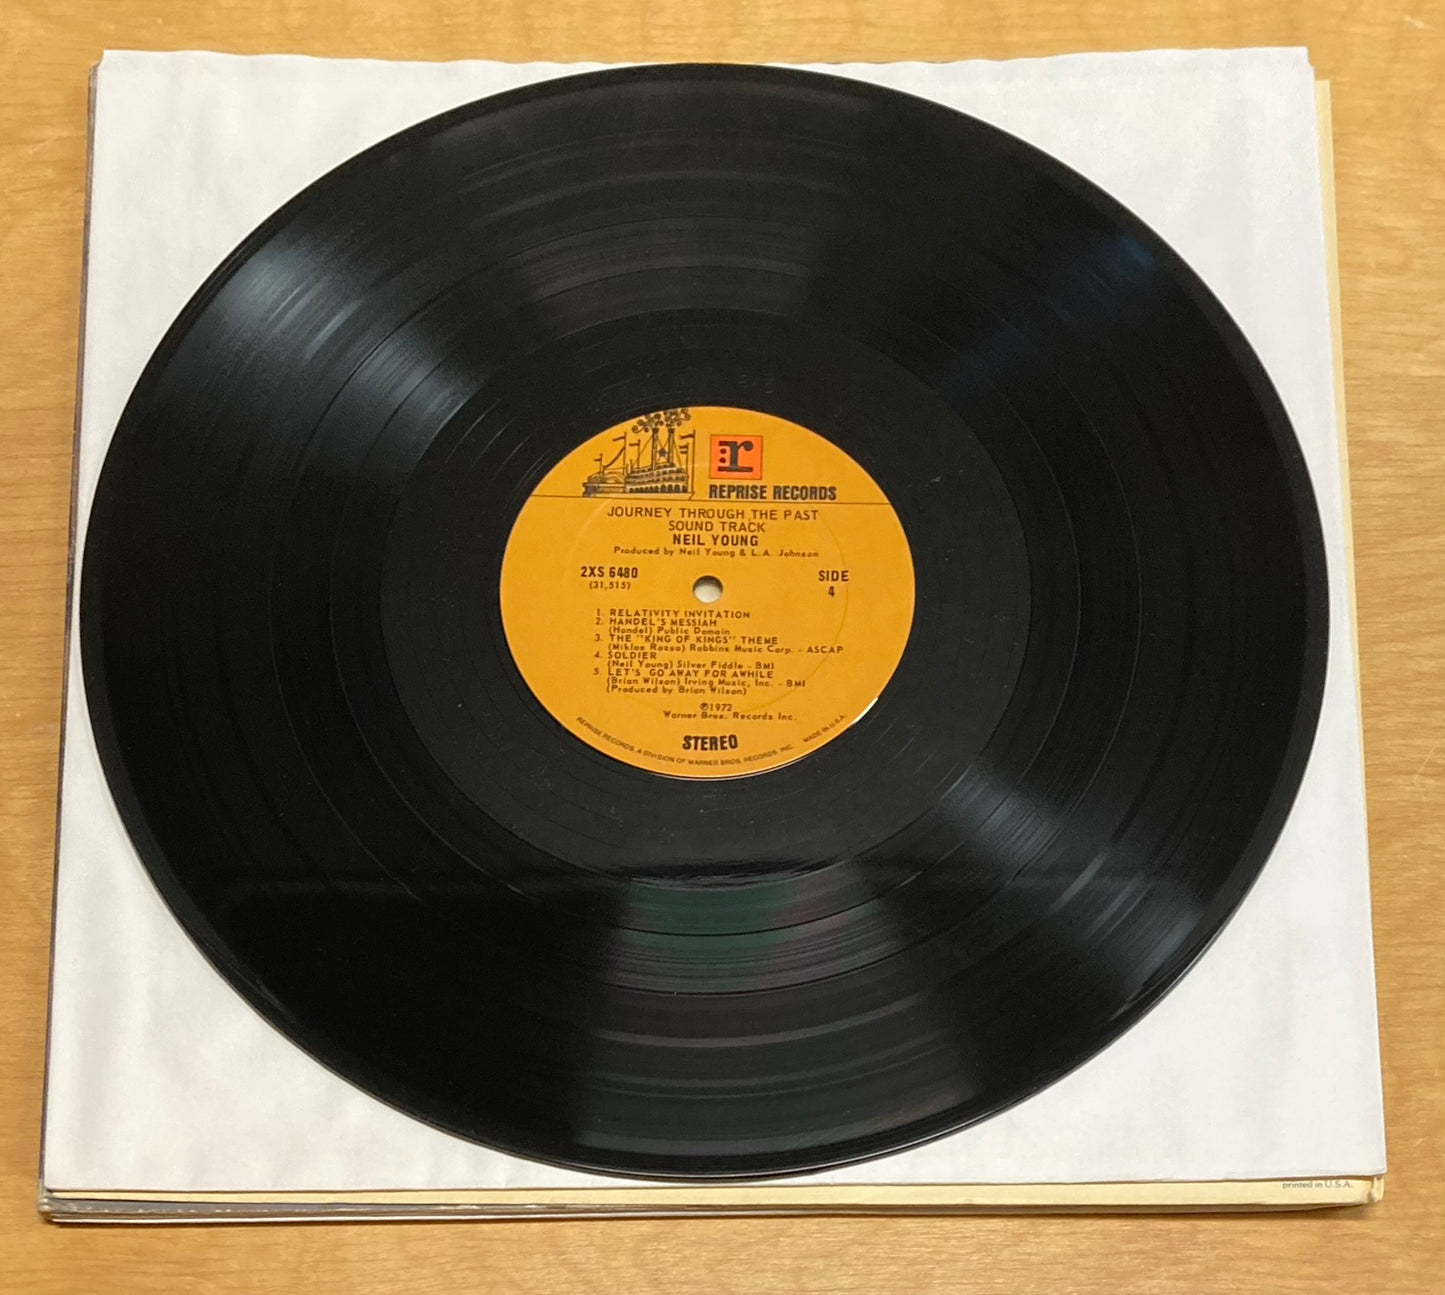 r
REPRISE RECORDS
JOURNEY THROUGH THE PAST
SOUND TRACK
NEIL YOUNG
Produced by Neil Young & L.A. Johnson
2XS 6480
(31,515)
SIDE
4
1. RELATIVITY INVITATION
2. HANDEL'S MESSIAH
(Handel) Public Domain
3. THE "KING OF KINGS" THEME
(Miklos Rozsa) Robbins Music Corp. - ASCAP
4. SOLDIER
(Neil Young) Silver Fiddle - BMI
5. LET'S GO AWAY FOR AWHILE
(Brian Wilson) Irving Music, Inc. - BMI
(Produced by Brian Wilson)
℗1972
Warner Bros. Records Inc.
STEREO
REPRISE RECORDS, A DIVISION OF WARNER BROS. RECORDS INC. MADE IN U.S.A.
printed in U.S.A.